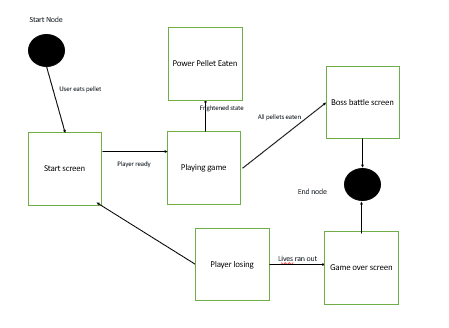 Start Node
User eats pellet
Power Pellet Eaten
Frightened state
All pellets eaten
Boss battle screen
Start screen
Player ready
Playing game
End node
Player losing
Lives ran out
Game over screen